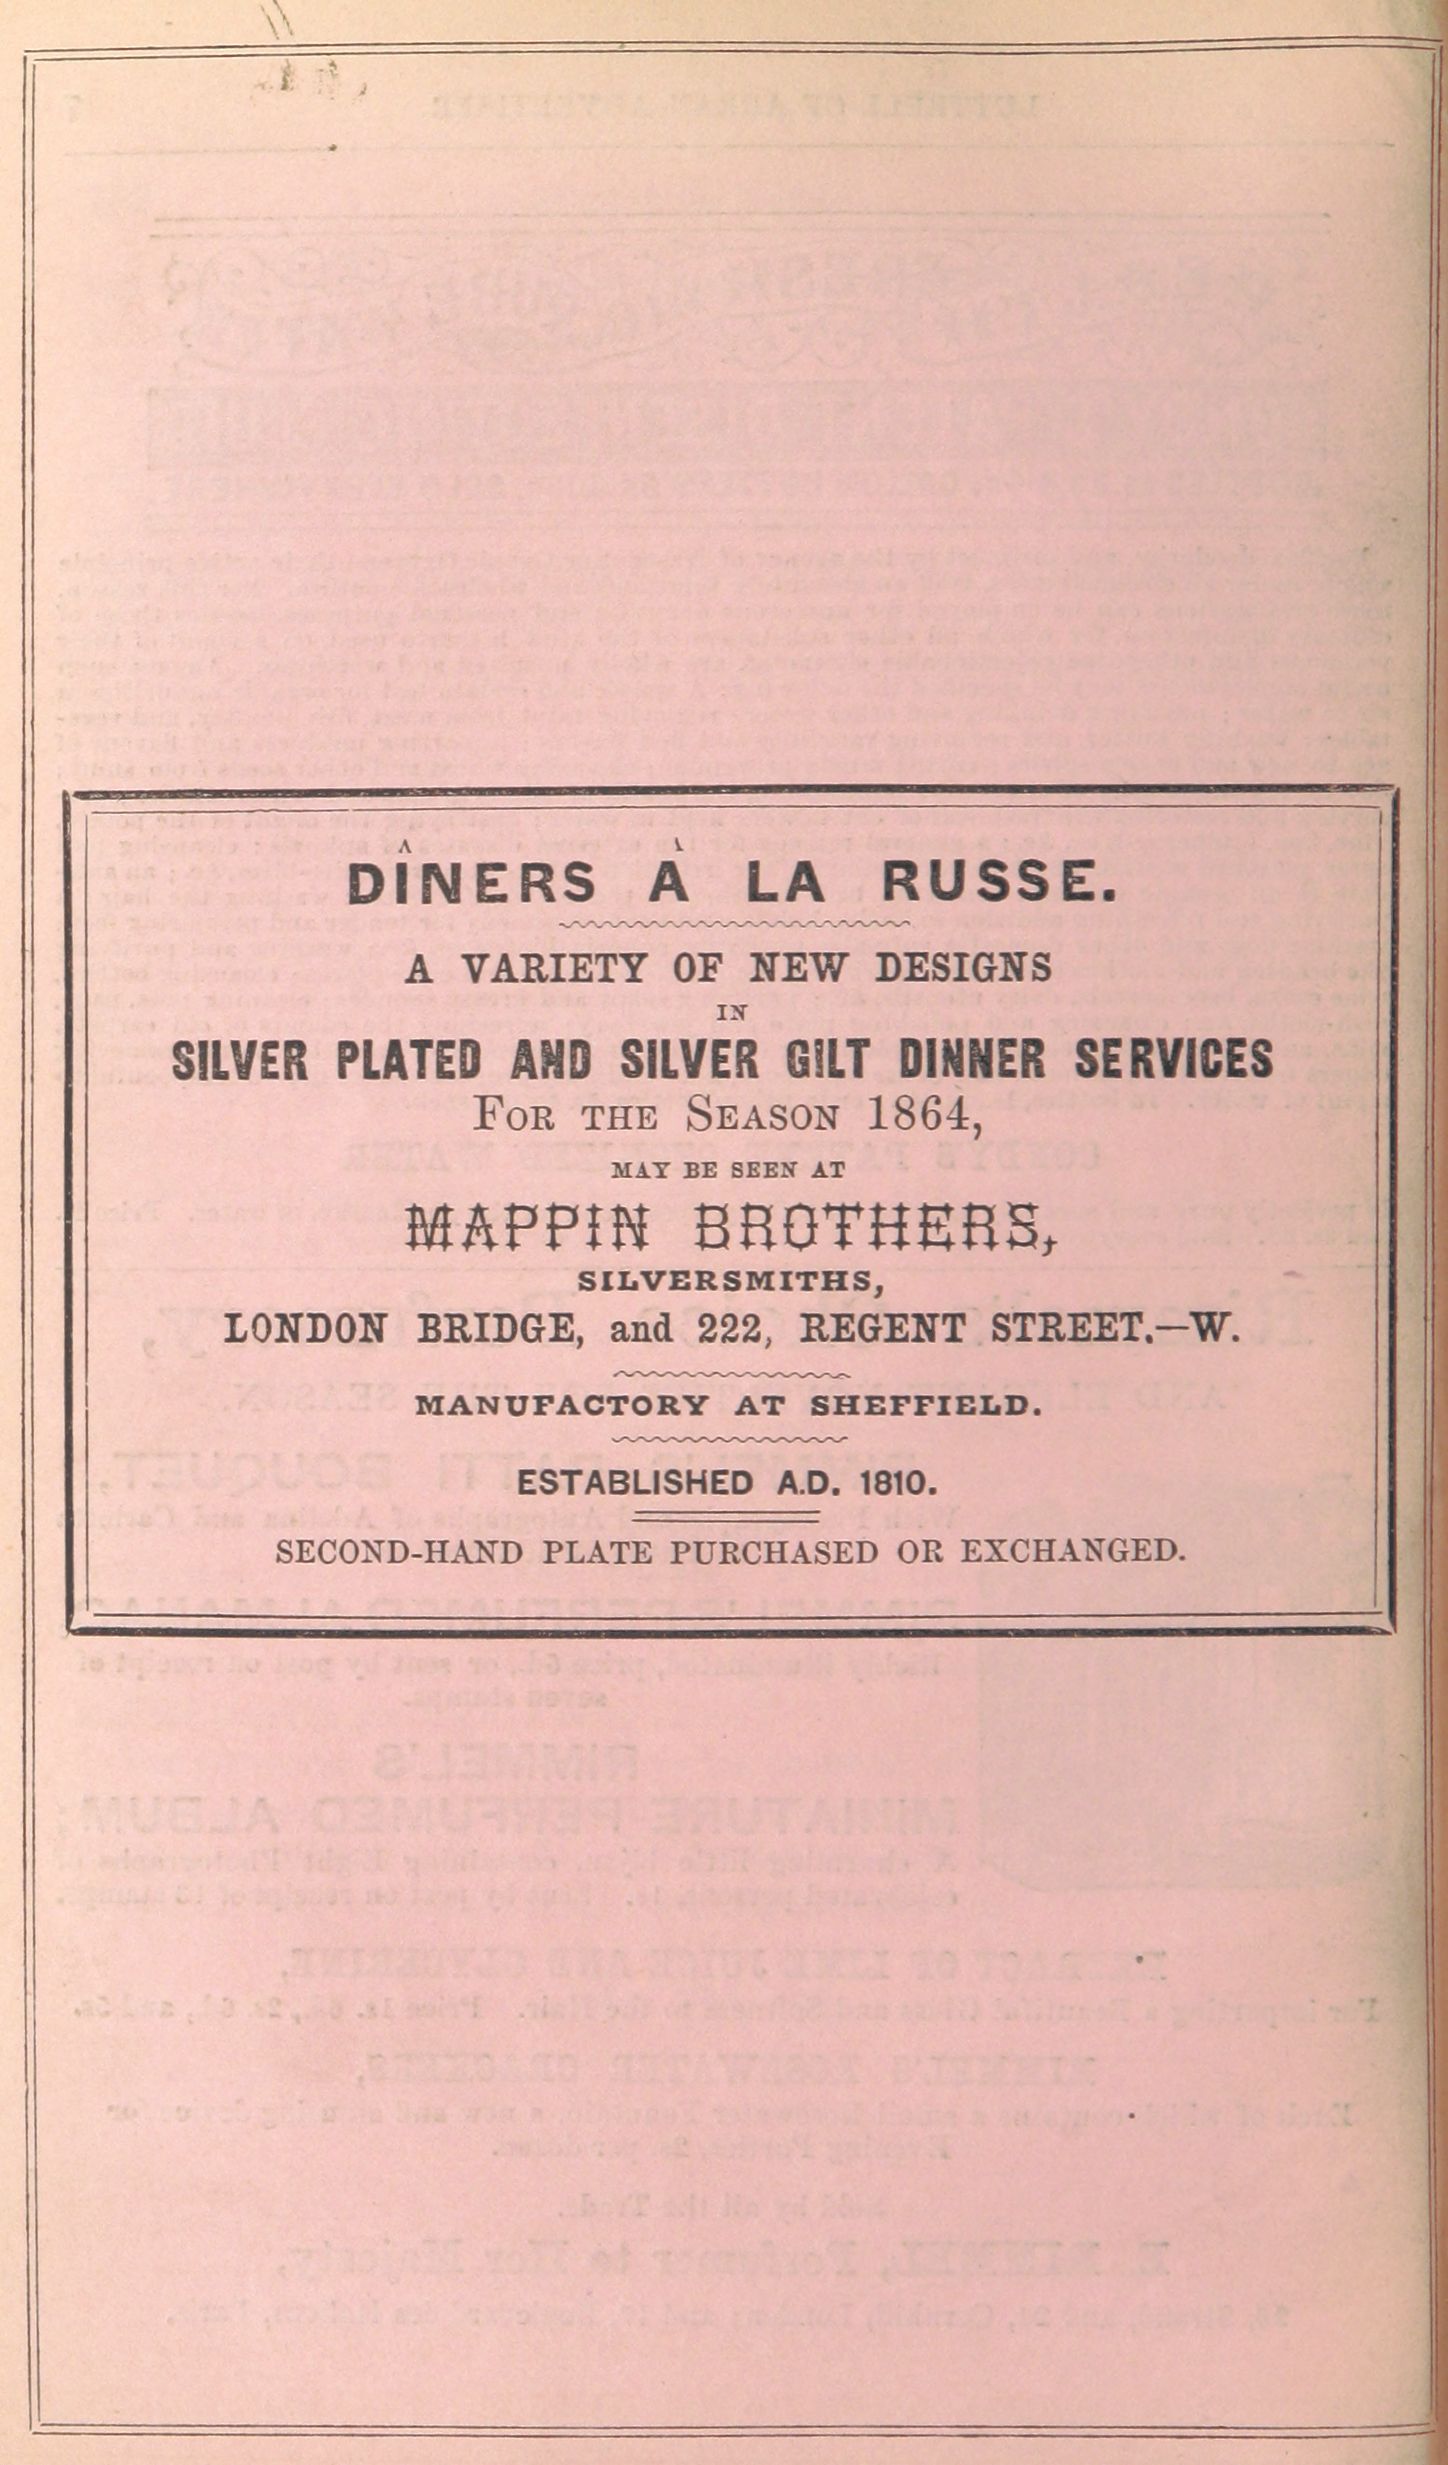 DÎNERS À LA RUSSE.
A VARIETY OF NEW DESIGNS
IN
SILVER PLATED AND SILVER GILT DINNER SERVICES
FOR THE SEASON 1864,
MAY BE SEEN AT
MAPPIN BROTHERS,
SILVERSMITHS,
LONDON BRIDGE, and 222, REGENT STREET.—W.
MANUFACTORY AT SHEFFIELD.
ESTABLISHED A.D. 1810.
SECOND-HAND PLATE PURCHASED OR EXCHANGED.